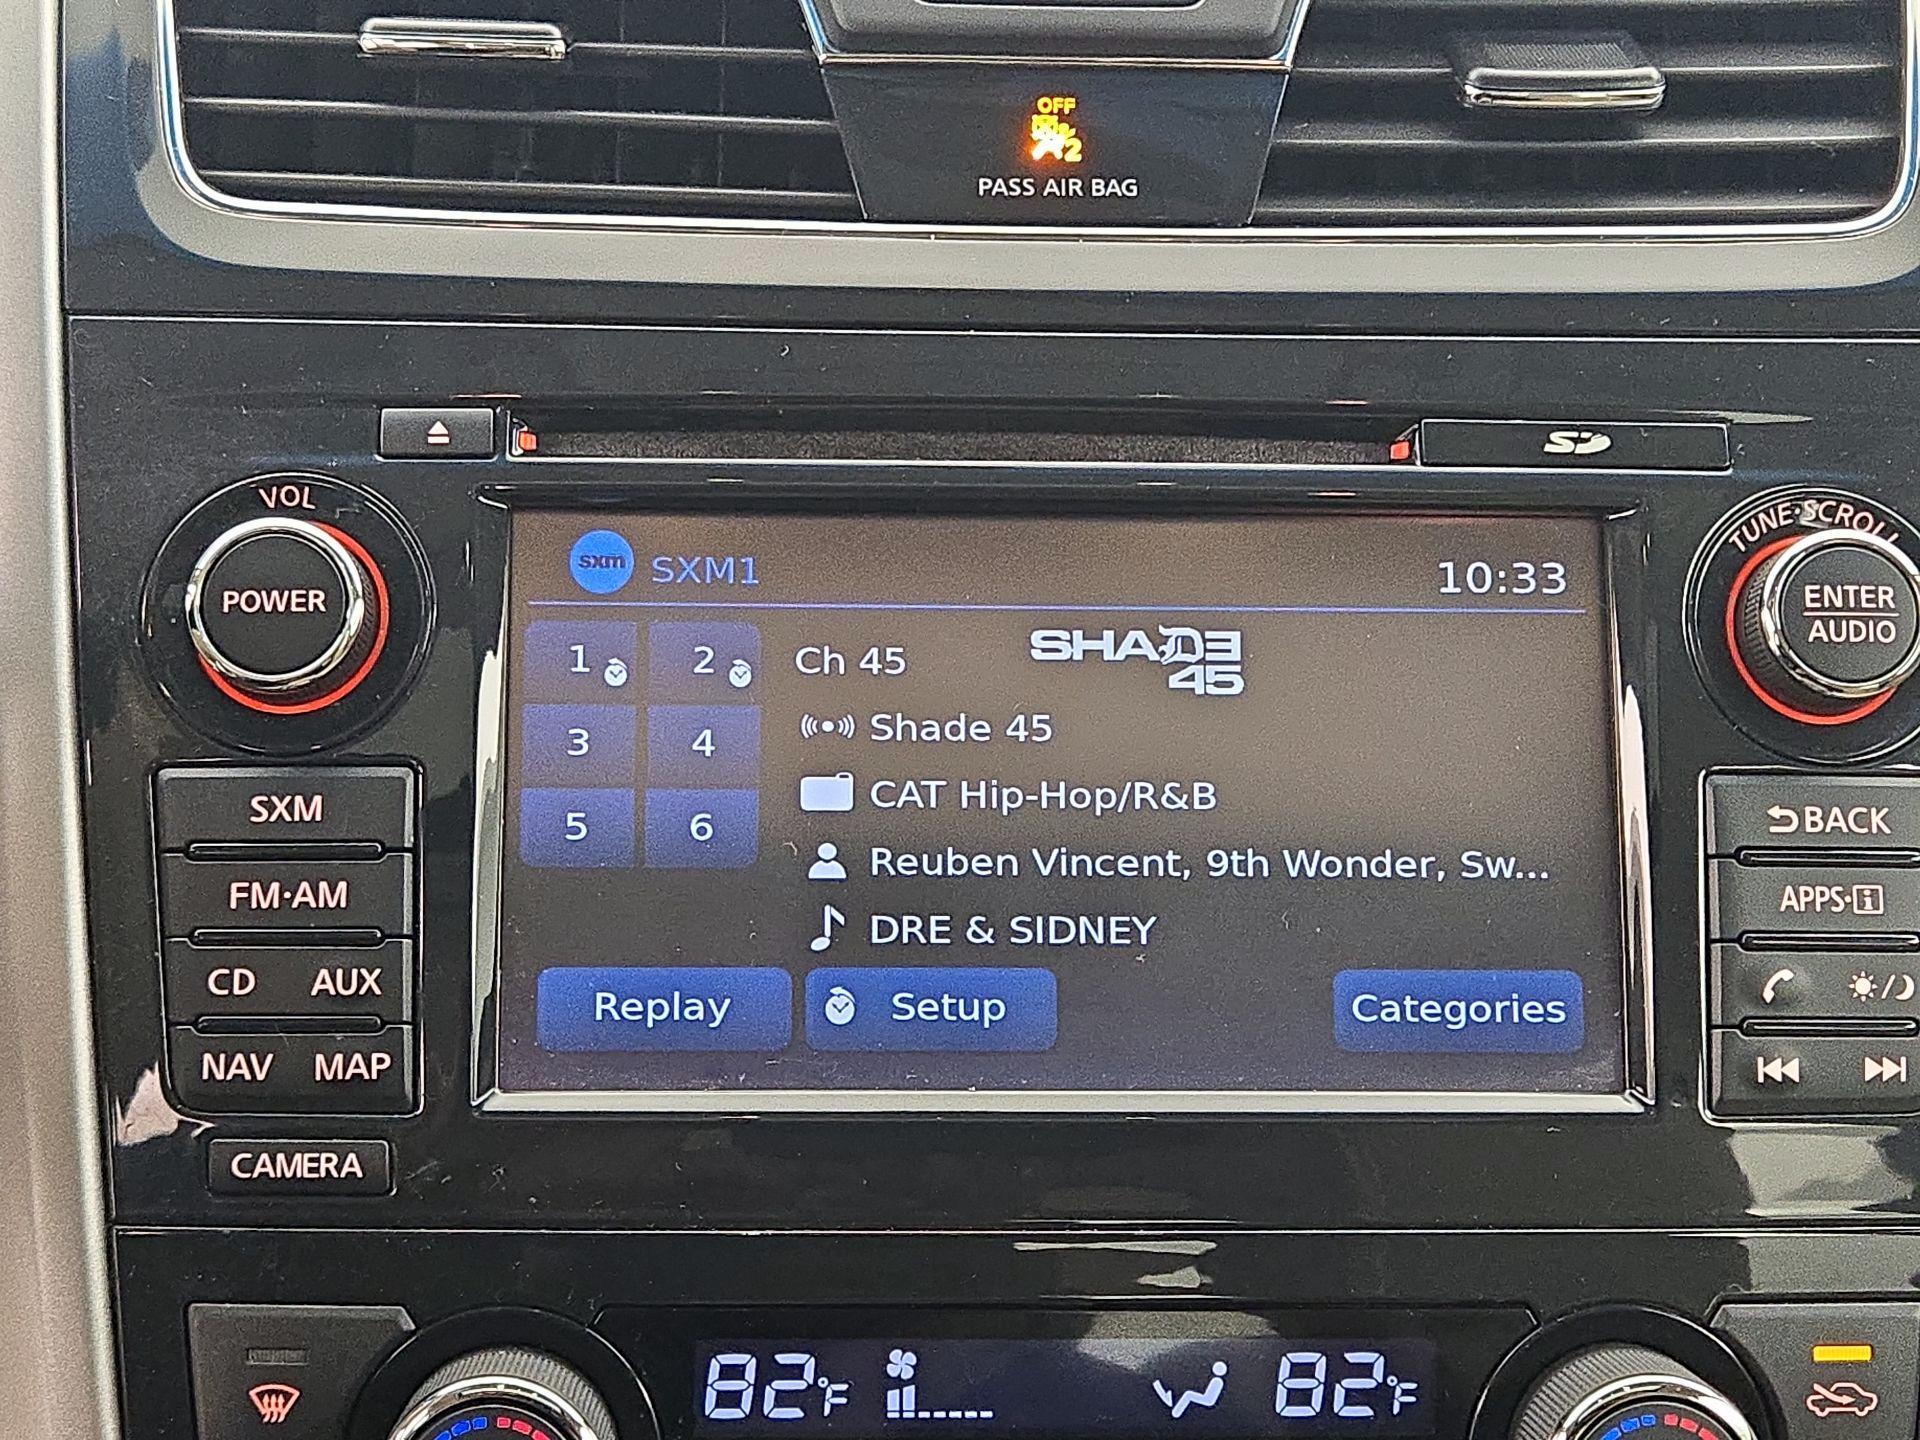 OFF
2
PASS AIR BAG
SD
VOL
POWER
TUNE·SCROLL
ENTER
AUDIO
sxm SXM1
10:33
1 2
3 4
5 6
Ch 45
SHADE
45
Shade 45
CAT Hip-Hop/R&B
Reuben Vincent, 9th Wonder, Sw...
DRE & SIDNEY
Replay
Setup
Categories
SXM
FM·AM
CD AUX
NAV MAP
CAMERA
BACK
APPS·i
82°F
82°F